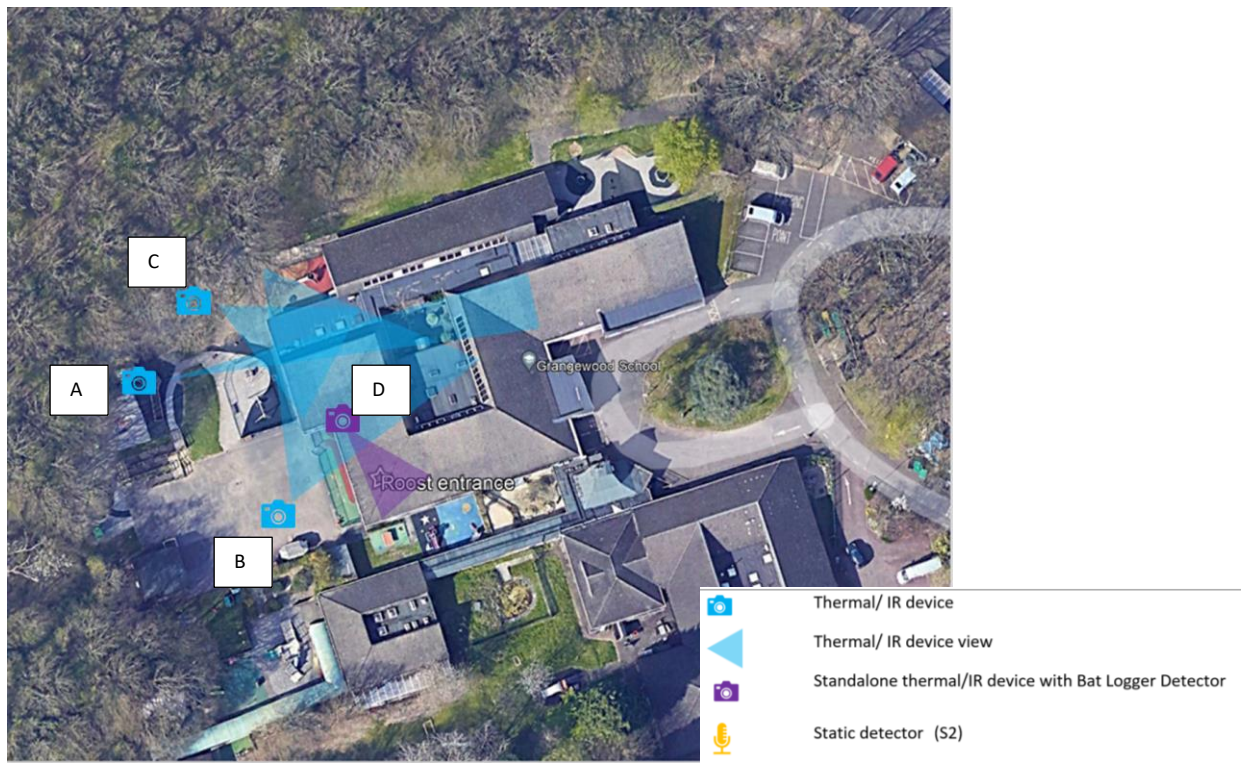 C
A
D
Grangewood School
Roost entrance
B
Thermal/ IR device
Thermal/ IR device view
Standalone thermal/IR device with Bat Logger Detector
Static detector (S2)